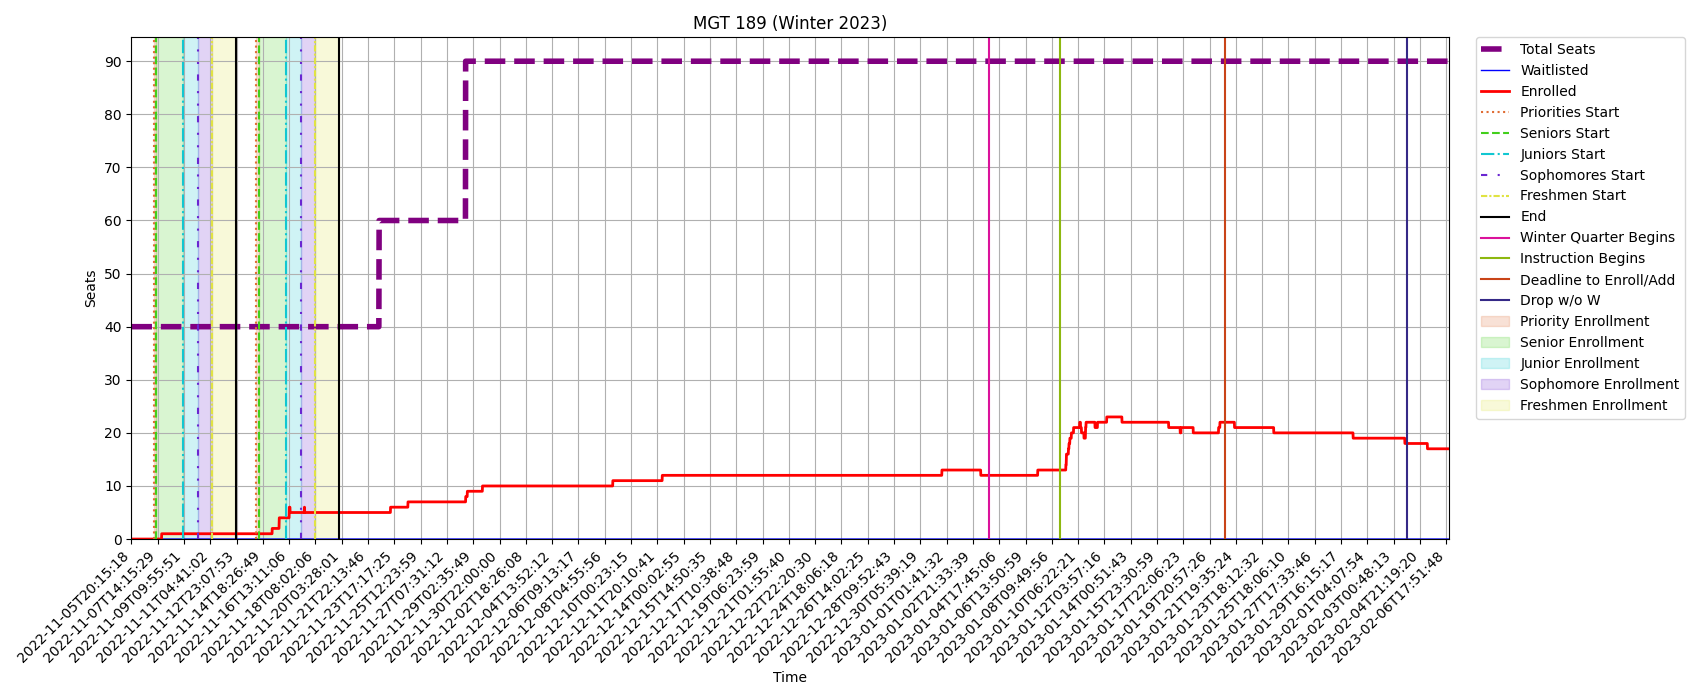 MGT 189 (Winter 2023)
Seats
90
80
70
60
50
40
30
20
10
0
2022-11-05T20:15:18
2022-11-07T14:15:29
2022-11-09T09:55:51
2022-11-11T04:41:02
2022-11-12T23:07:53
2022-11-14T18:26:49
2022-11-16T13:11:06
2022-11-18T08:02:06
2022-11-20T03:28:01
2022-11-21T22:13:46
2022-11-23T17:17:25
2022-11-25T12:23:59
2022-11-27T07:31:12
2022-11-29T02:35:49
2022-11-30T22:00:00
2022-12-02T18:26:08
2022-12-04T13:52:12
2022-12-06T09:13:17
2022-12-08T04:55:56
2022-12-10T00:23:15
2022-12-11T20:10:41
2022-12-14T00:02:55
2022-12-15T14:50:35
2022-12-17T10:38:48
2022-12-19T06:23:59
2022-12-21T01:55:40
2022-12-22T22:20:30
2022-12-24T18:06:18
2022-12-26T14:02:25
2022-12-28T09:52:43
2022-12-30T05:39:19
2023-01-01T01:41:32
2023-01-02T21:33:39
2023-01-04T17:45:06
2023-01-06T13:50:59
2023-01-08T09:49:56
2023-01-10T06:22:21
2023-01-12T03:57:16
2023-01-14T00:51:43
2023-01-15T23:30:59
2023-01-17T22:06:23
2023-01-19T20:57:26
2023-01-21T19:35:24
2023-01-23T18:12:32
2023-01-25T18:06:10
2023-01-27T17:33:46
2023-01-29T16:15:17
2023-02-01T04:07:54
2023-02-03T00:48:13
2023-02-04T21:19:20
2023-02-06T17:51:48
Time
Total Seats
Waitlisted
Enrolled
Priorities Start
Seniors Start
Juniors Start
Sophomores Start
Freshmen Start
End
Winter Quarter Begins
Instruction Begins
Deadline to Enroll/Add
Drop w/o W
Priority Enrollment
Senior Enrollment
Junior Enrollment
Sophomore Enrollment
Freshmen Enrollment